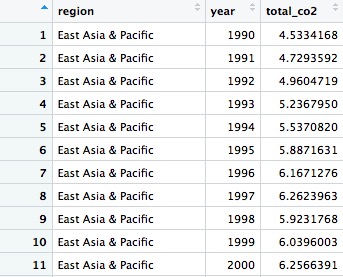 region year total_co2
1 East Asia & Pacific 1990 4.5334168
2 East Asia & Pacific 1991 4.7293592
3 East Asia & Pacific 1992 4.9604719
4 East Asia & Pacific 1993 5.2367950
5 East Asia & Pacific 1994 5.5370820
6 East Asia & Pacific 1995 5.8871631
7 East Asia & Pacific 1996 6.1671276
8 East Asia & Pacific 1997 6.2623963
9 East Asia & Pacific 1998 5.9231768
10 East Asia & Pacific 1999 6.0396003
11 East Asia & Pacific 2000 6.2566391